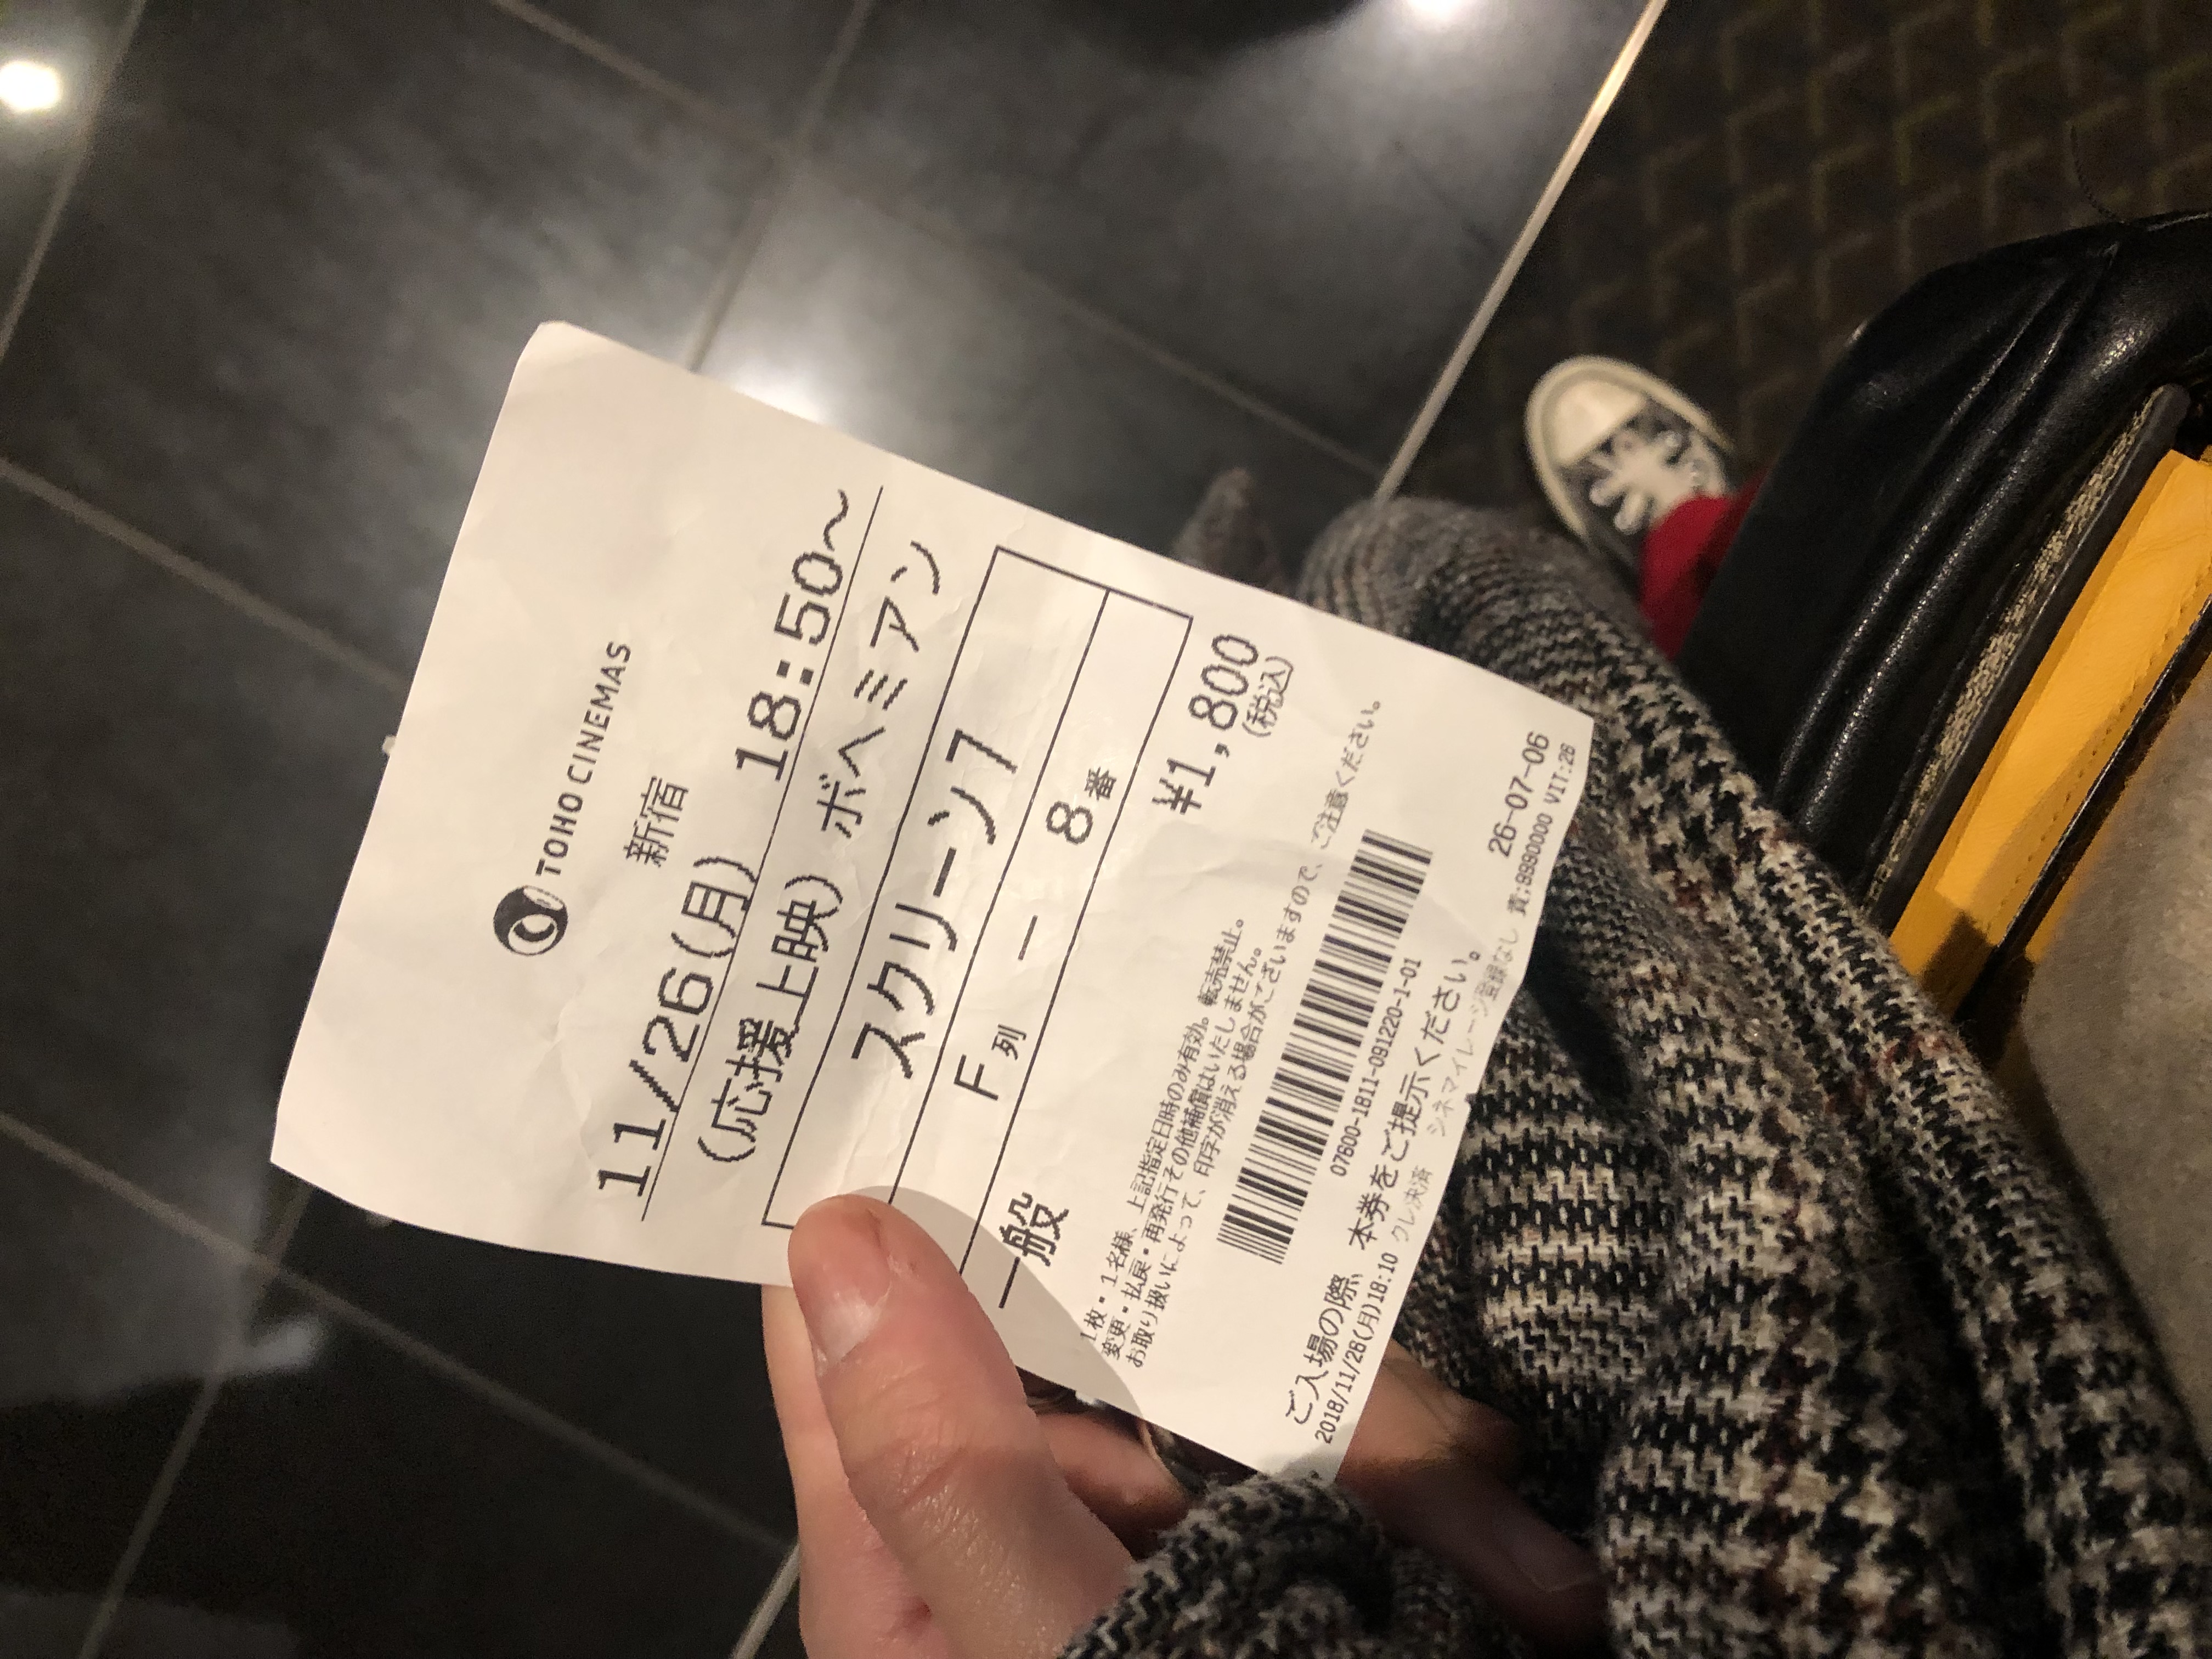 TOHO CINEMAS
新宿
11/26(月) 18:50～
(応援上映) ボヘミアン
スクリーン7
F列 － 8番
一般 ¥1,800
(税込)
1枚・1名様、上記指定日時のみ有効。転売禁止。
変更・払戻・再発行その他補償はいたしません。
お取り扱いによって、印字が消える場合がございますので、ご注意ください。
07600-1811-091220-1-01
ご入場の際 本券をご提示ください。 26-07-06
2018/11/26(月)18:10 クレ決済 シネマイレージ登録なし 責:9990000 VIT:26